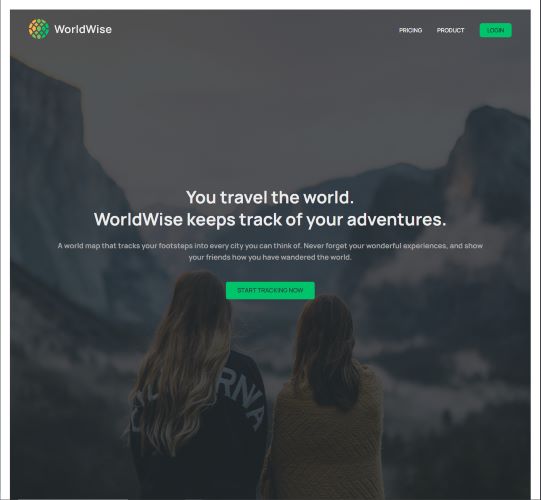 WorldWise
PRICING PRODUCT LOGIN
You travel the world.
WorldWise keeps track of your adventures.
A world map that tracks your footsteps into every city you can think of. Never forget your wonderful experiences, and show
your friends how you have wandered the world.
START TRACKING NOW